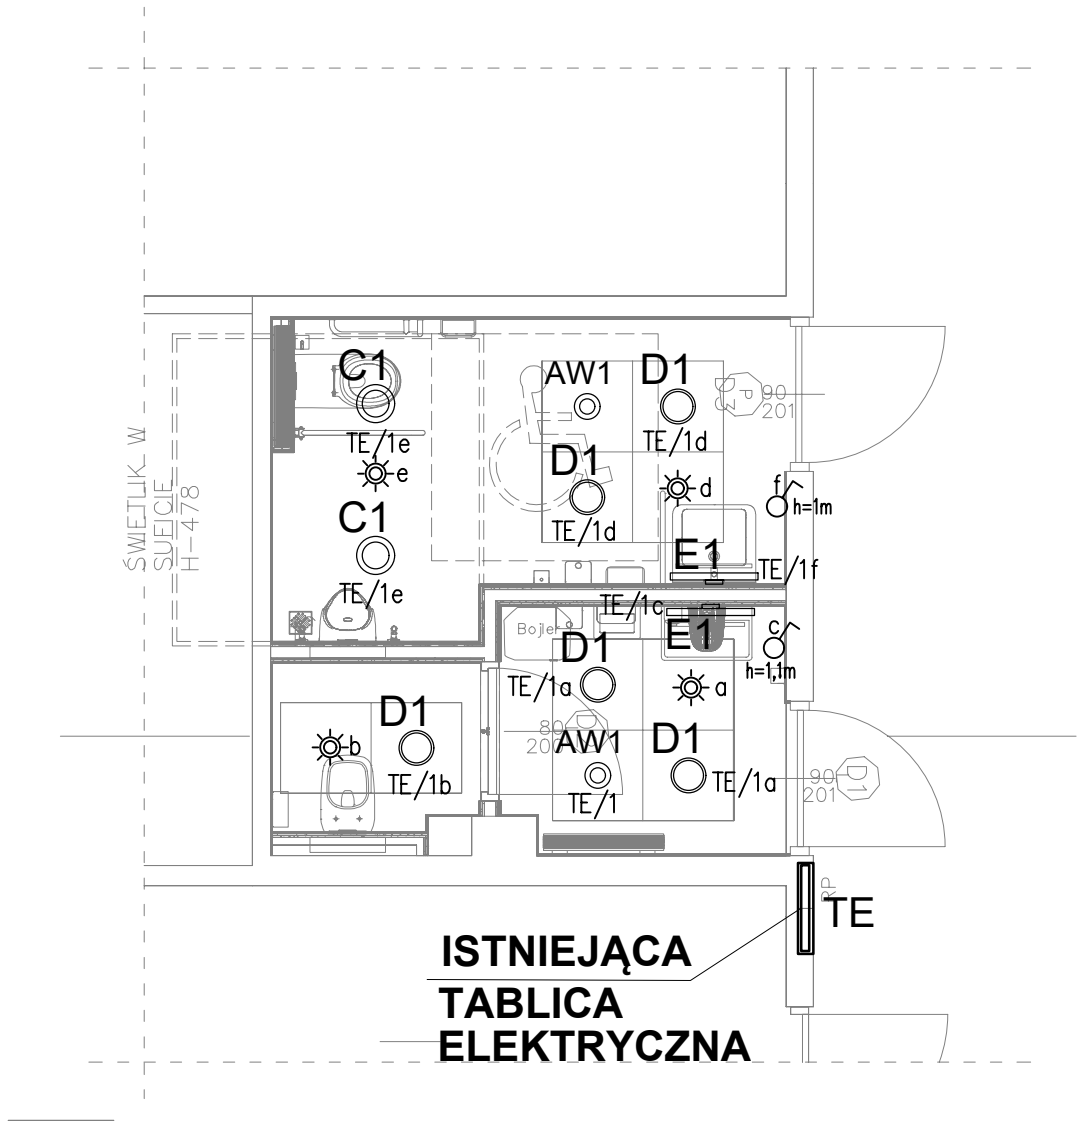 C1
AW1
D1
90
201
TE/1e
TE/1d
D1
e
d
f
h=1m
ŚWIETLIK W
SUFICIE
H-478
C1
TE/1d
E1
TE/1f
TE/1e
TE/1c
Bojler
E1
c
D1
h=1,1m
TE/1a
a
D1
80
AW1
D1
b
TE/1b
TE/1
TE/1a
90
201
D1
RP
TE
ISTNIEJĄCA
TABLICA
ELEKTRYCZNA